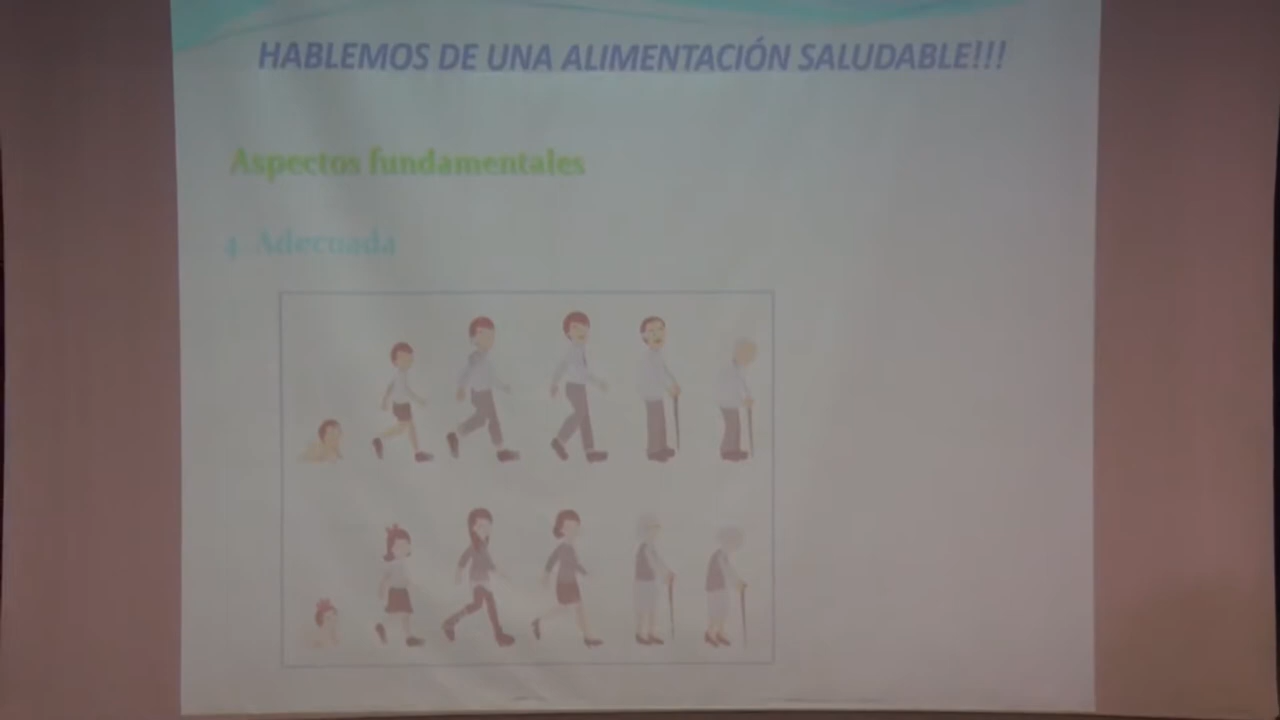 HABLEMOS DE UNA ALIMENTACIÓN SALUDABLE!!!
Aspectos fundamentales
4. Adecuada